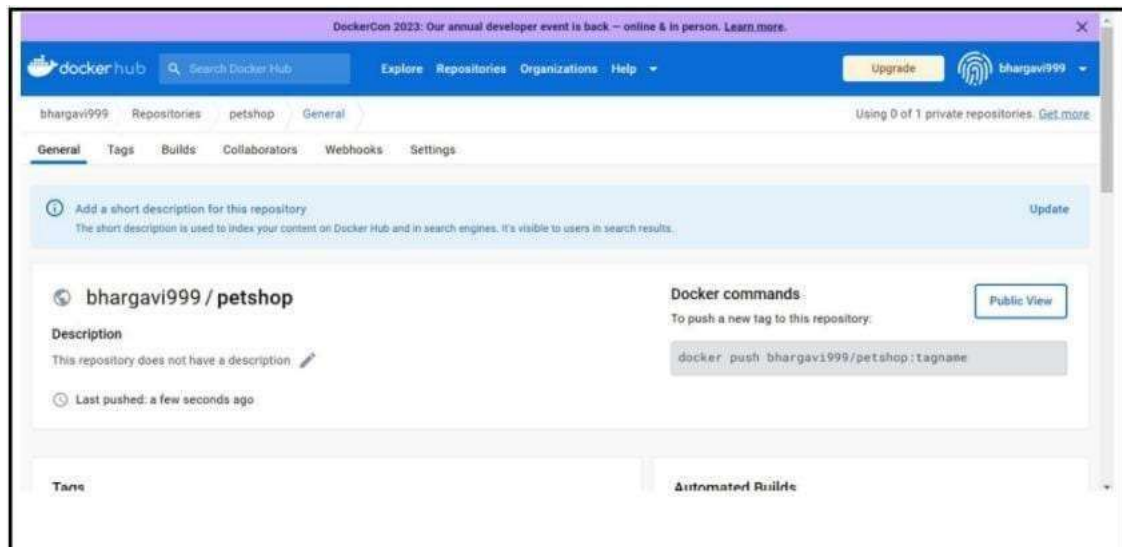 DockerCon 2023: Our annual developer event is back — online & in person. Learn more.
docker hub Search Docker Hub Explore Repositories Organizations Help Upgrade bhargavi999
bhargavi999 Repositories petshop General Using 0 of 1 private repositories. Get more
General Tags Builds Collaborators Webhooks Settings
Add a short description for this repository Update
The short description is used to index your content on Docker Hub and in search engines. It's visible to users in search results.
bhargavi999 / petshop
Description
This repository does not have a description
Last pushed: a few seconds ago
Docker commands
Public View
To push a new tag to this repository:
docker push bhargavi999/petshop:tagname
Tags
Automated Builds